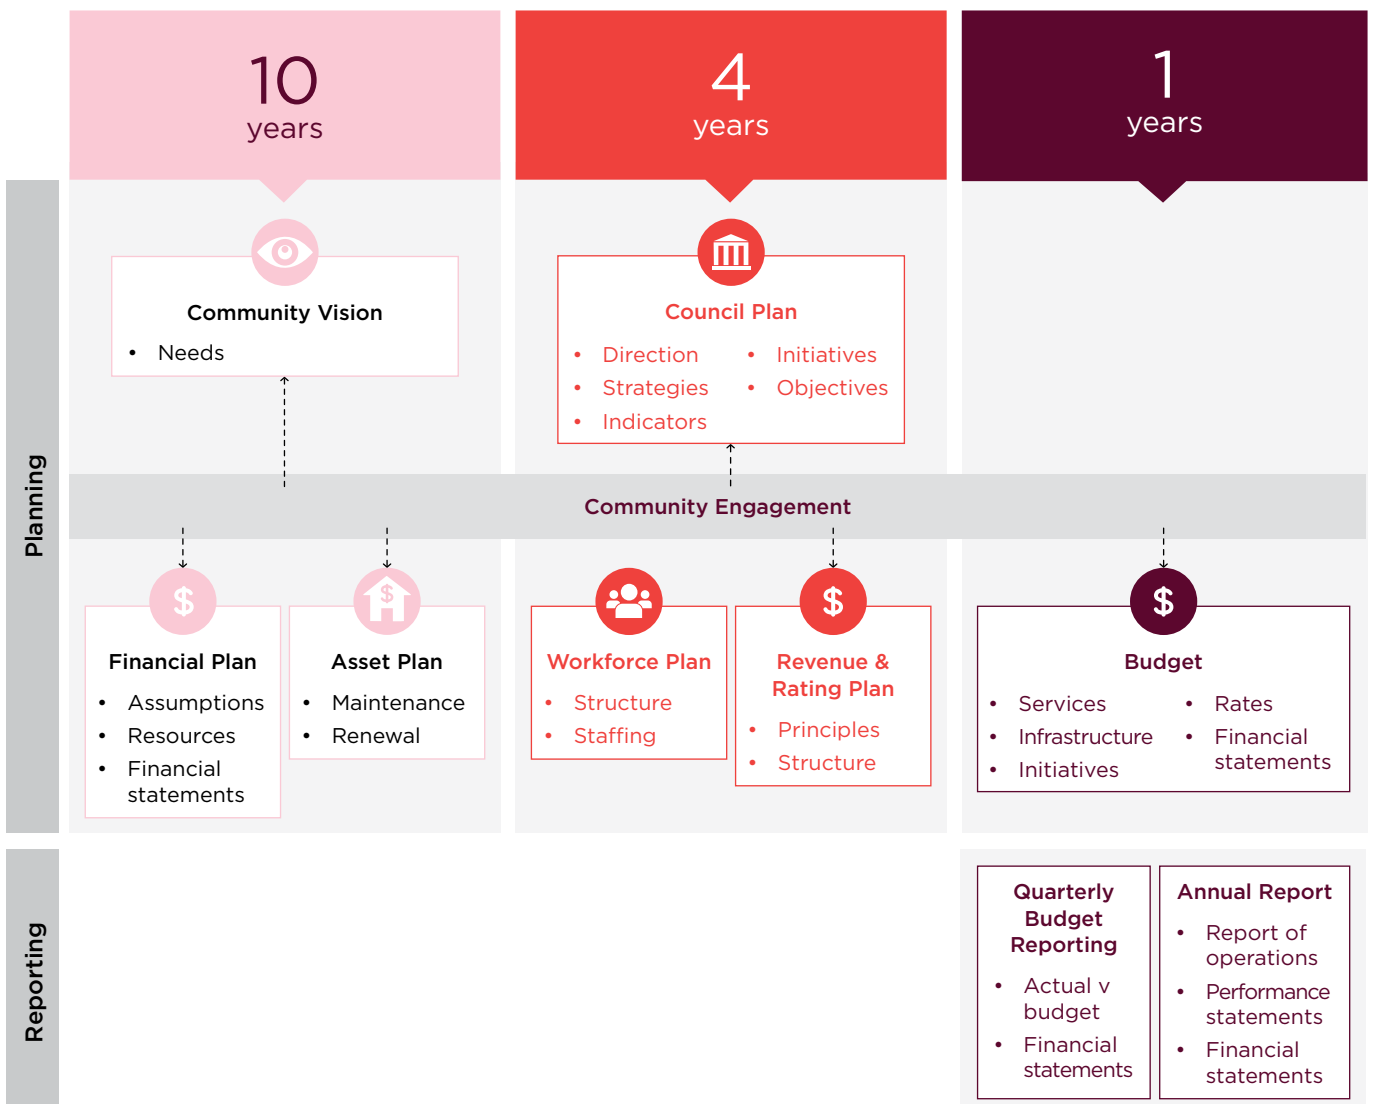 10
years
4
years
1
years
Planning
Community Vision
• Needs
Council Plan
• Direction
• Strategies
• Indicators
• Initiatives
• Objectives
Community Engagement
$
Financial Plan
• Assumptions
• Resources
• Financial
statements
$
Asset Plan
• Maintenance
• Renewal
Workforce Plan
• Structure
• Staffing
$
Revenue &
Rating Plan
• Principles
• Structure
$
Budget
• Services
• Infrastructure
• Initiatives
• Rates
• Financial
statements
Reporting
Quarterly
Budget
Reporting
• Actual v
budget
• Financial
statements
Annual Report
• Report of
operations
• Performance
statements
• Financial
statements